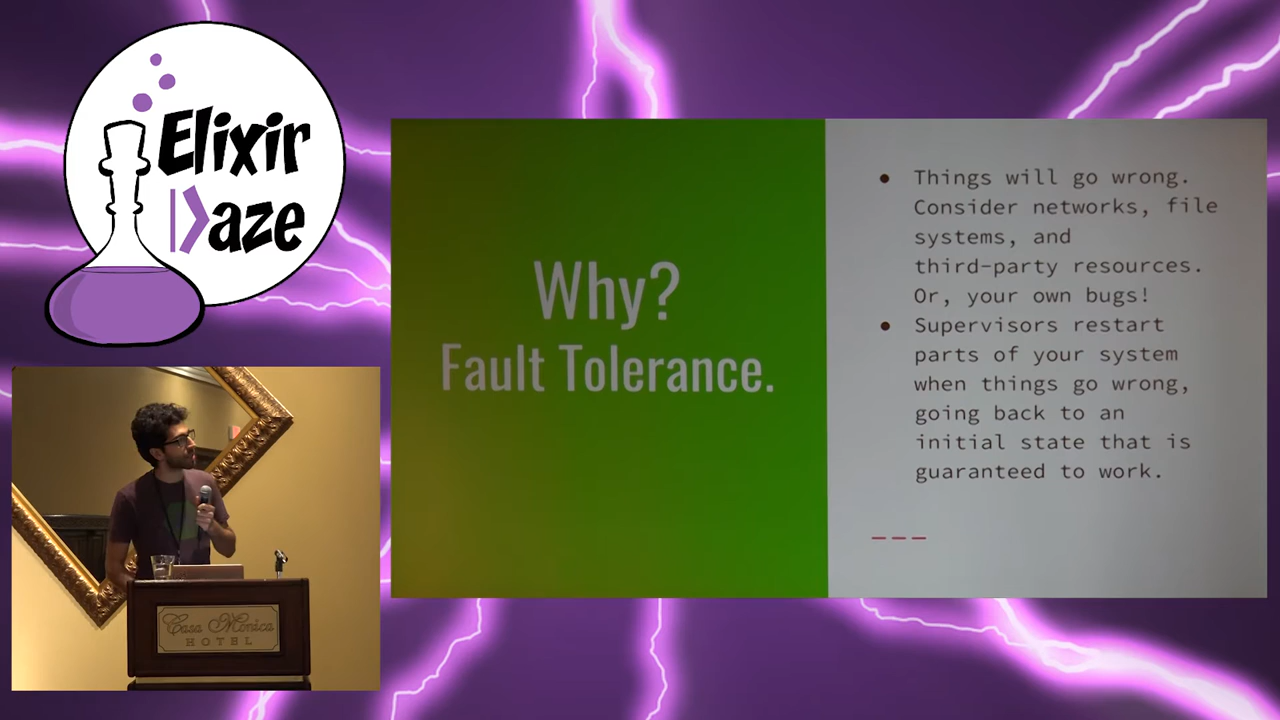 Elixir
Daze
Why?
Fault Tolerance.
● Things will go wrong.
Consider networks, file
systems, and
third-party resources.
Or, your own bugs!
● Supervisors restart
parts of your system
when things go wrong,
going back to an
initial state that is
guaranteed to work.
Casa Monica
HOTEL